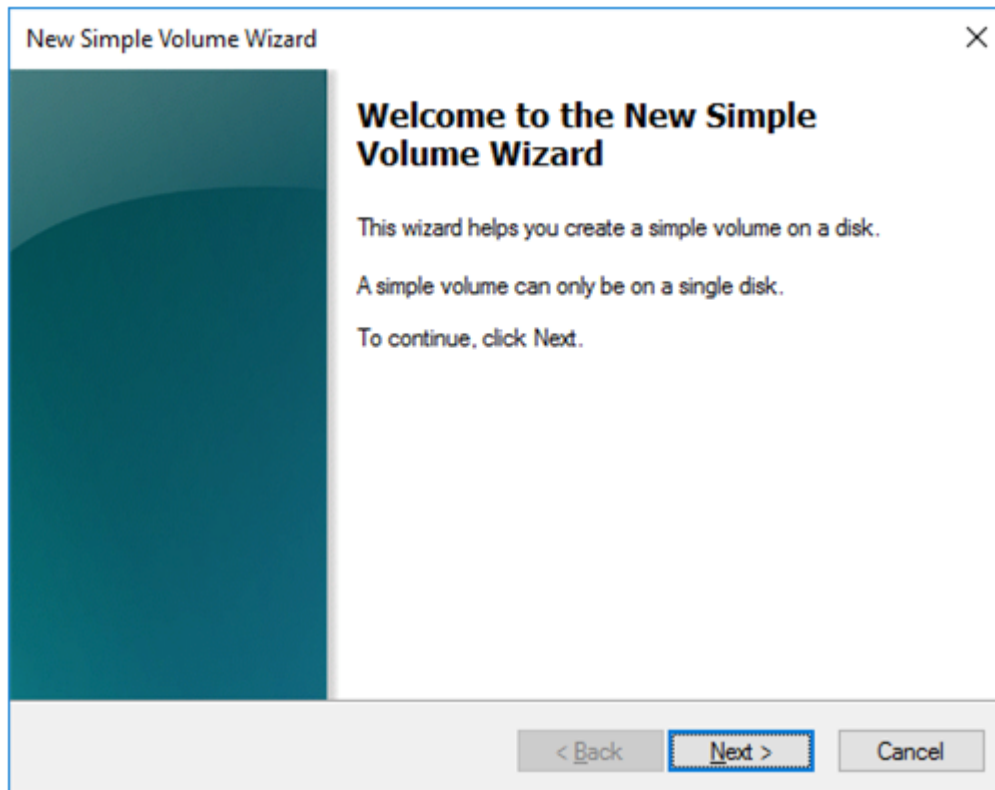 New Simple Volume Wizard
Welcome to the New Simple
Volume Wizard
This wizard helps you create a simple volume on a disk.
A simple volume can only be on a single disk.
To continue, click Next.
< Back
Next >
Cancel